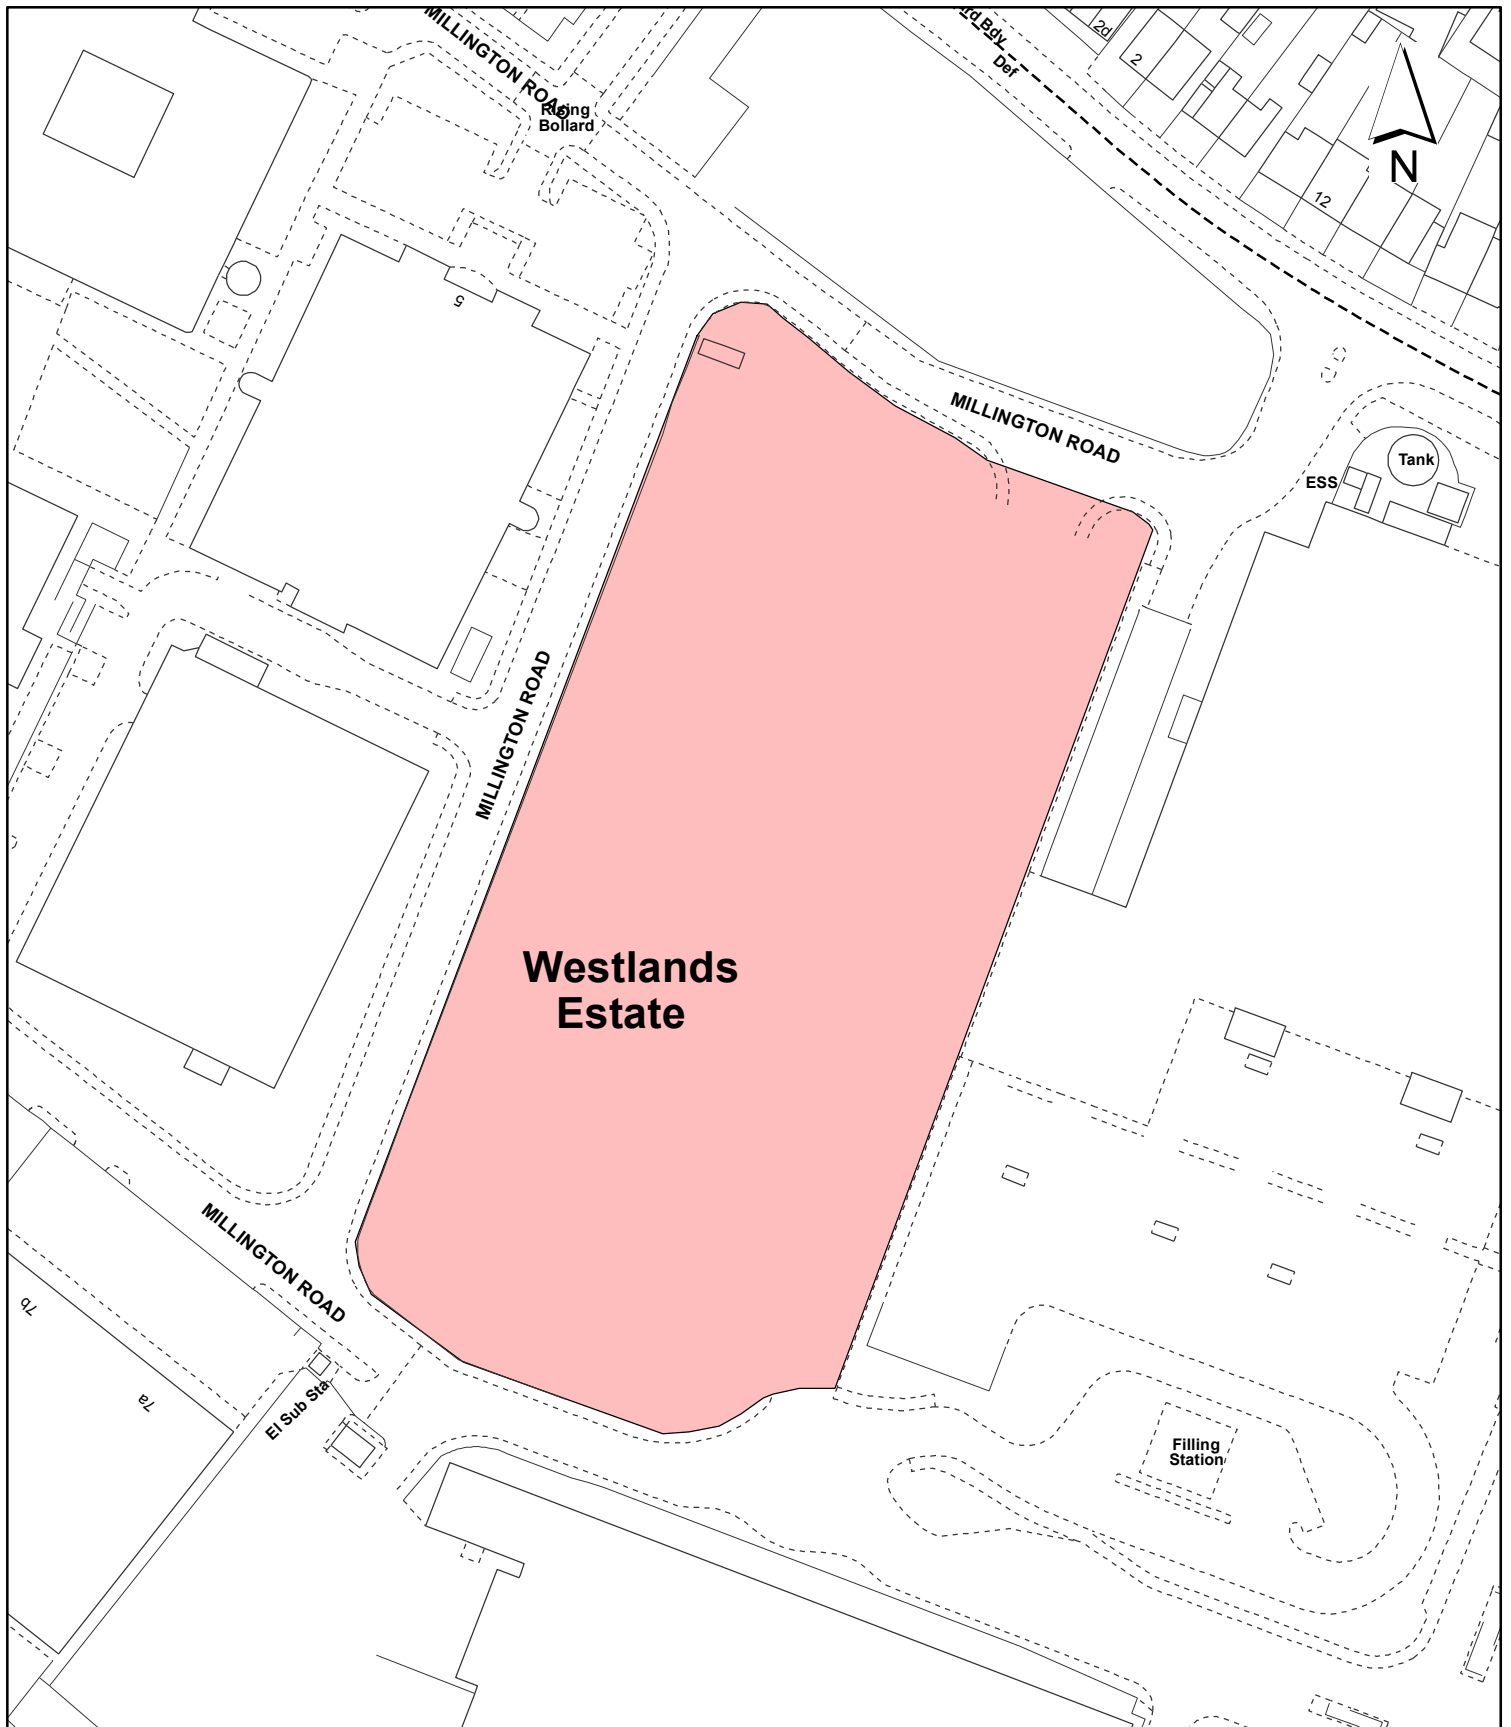 MILLINGTON ROAD
Rising
Bollard
Bdy
Def
2d
2
12
N
5
MILLINGTON ROAD
Tank
ESS
MILLINGTON ROAD
Westlands
Estate
MILLINGTON ROAD
7b
7a
El Sub Sta
Filling
Station